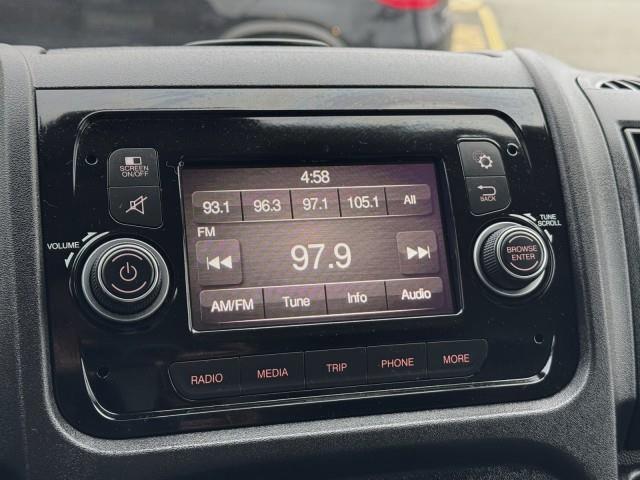 SCREEN
ON/OFF
VOLUME
4:58
93.1 96.3 97.1 105.1 All
FM
97.9
AM/FM Tune Info Audio
BACK
TUNE
SCROLL
BROWSE
ENTER
RADIO MEDIA TRIP PHONE MORE